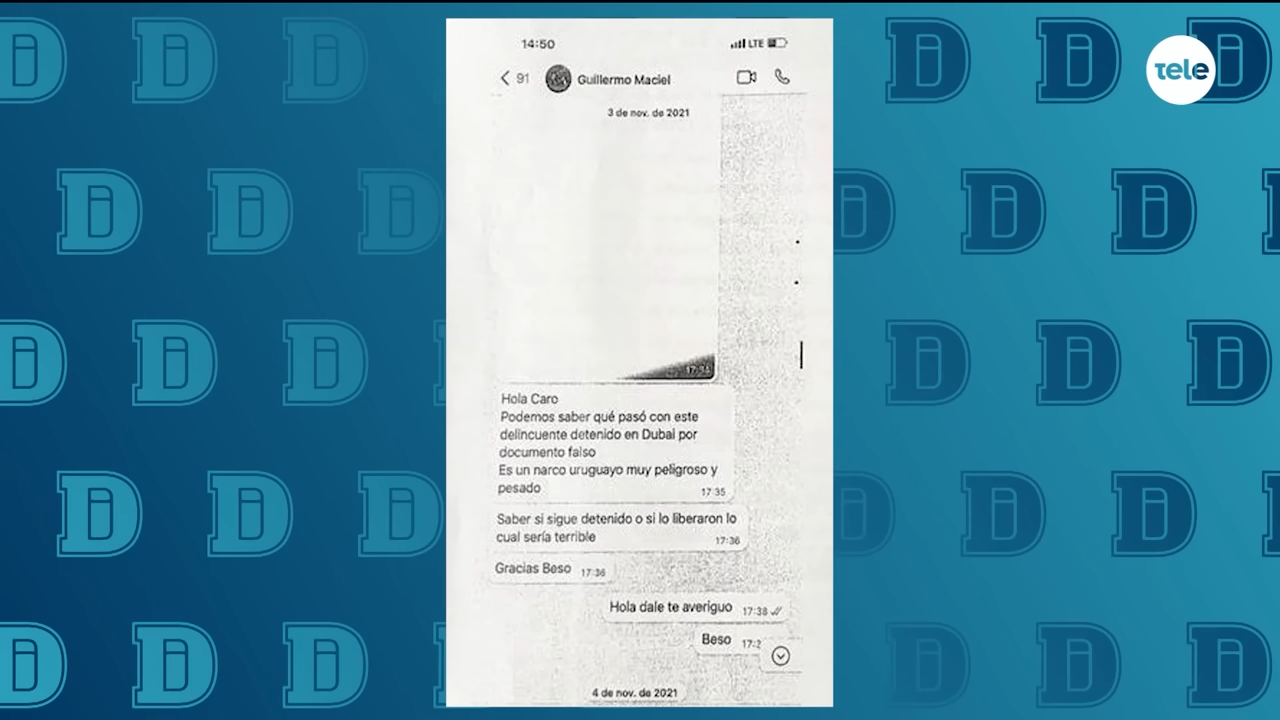 14:50
LTE
91
Guillermo Maciel
3 de nov. de 2021
Hola Caro
Podemos saber qué pasó con este
delincuente detenido en Dubai por
documento falso
Es un narco uruguayo muy peligroso y
pesado
17:35
Saber si sigue detenido o si lo liberaron lo
cual sería terrible
17:36
Gracias Beso 17:36
Hola dale te averiguo 17:38
Beso
4 de nov. de 2021
tele